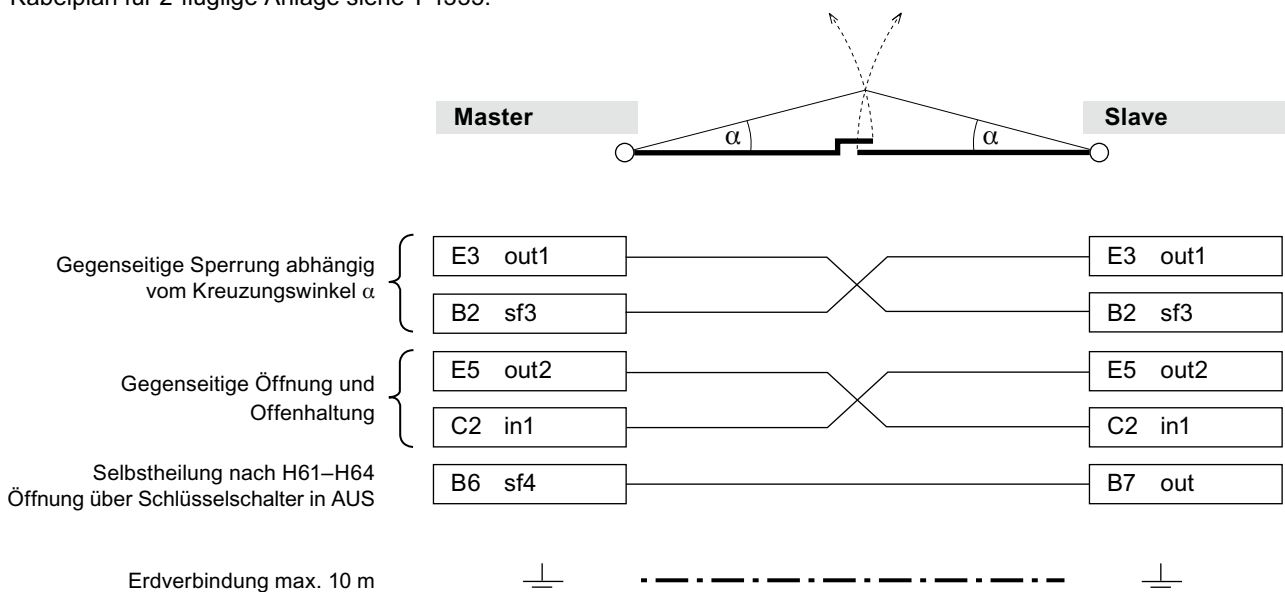 Kabelplan für 2-flüglige Anlage siehe T-1335.
Master
Slave
α
α
Gegenseitige Sperrung abhängig
vom Kreuzungswinkel α
E3 out1
E3 out1
B2 sf3
B2 sf3
Gegenseitige Öffnung und
Offenhaltung
E5 out2
E5 out2
C2 in1
C2 in1
Selbstheilung nach H61–H64
Öffnung über Schlüsselschalter in AUS
B6 sf4
B7 out
Erdverbindung max. 10 m